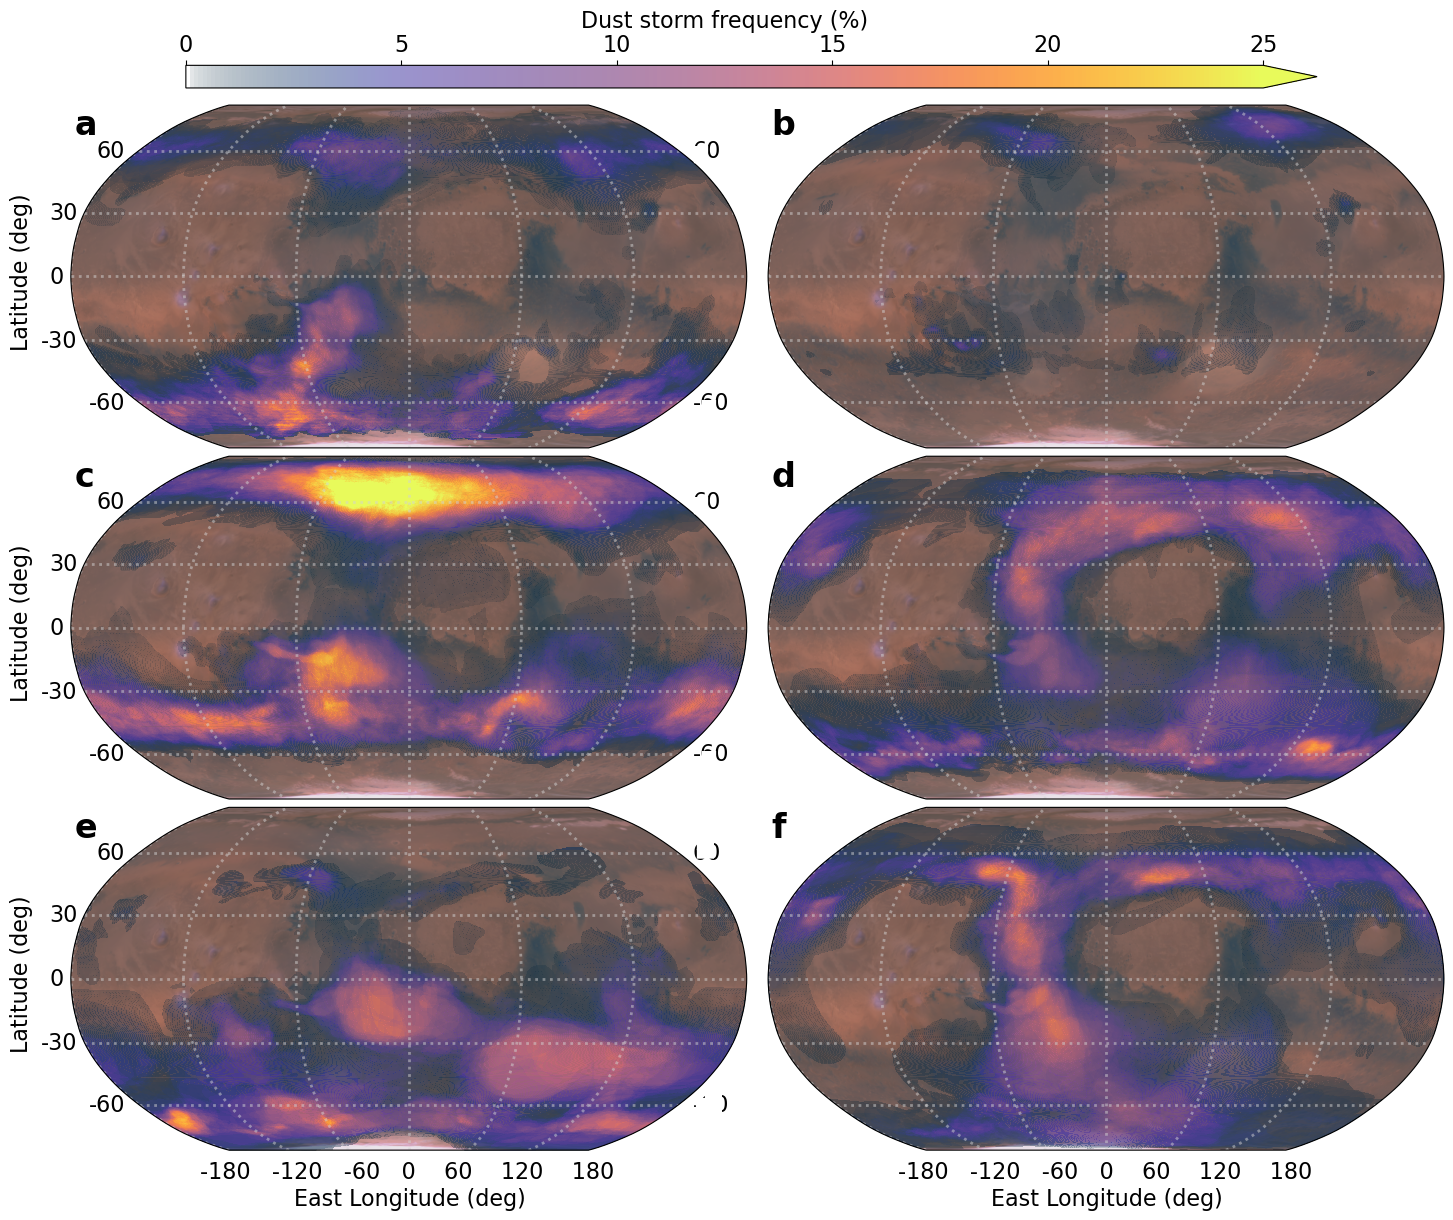 Dust storm frequency (%)
0 5 10 15 20 25
a
b
60
30
0
-30
-60
Latitude (deg)
c
d
60
30
0
-30
-60
Latitude (deg)
e
f
60
30
0
-30
-60
Latitude (deg)
-180 -120 -60 0 60 120 180
-180 -120 -60 0 60 120 180
East Longitude (deg)
East Longitude (deg)